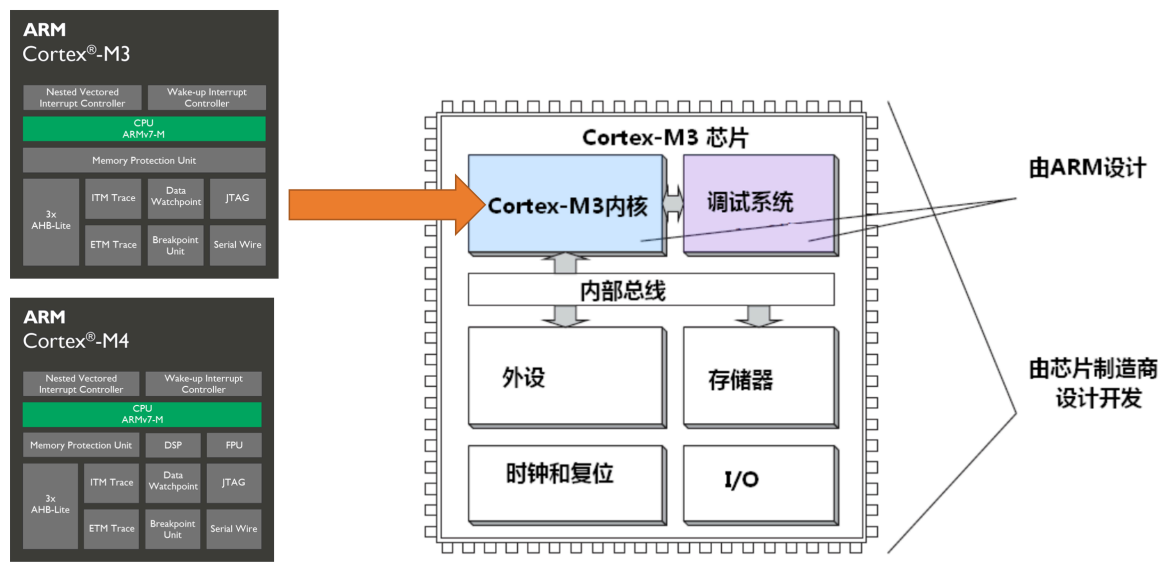 ARM
Cortex®-M3
Nested Vectored
Interrupt Controller
Wake-up Interrupt
Controller
CPU
ARMv7-M
Memory Protection Unit
3x
AHB-Lite
ITM Trace
Data
Watchpoint
JTAG
ETM Trace
Breakpoint
Unit
Serial Wire
ARM
Cortex®-M4
Nested Vectored
Interrupt Controller
Wake-up Interrupt
Controller
CPU
ARMv7-M
Memory Protection Unit
DSP
FPU
3x
AHB-Lite
ITM Trace
Data
Watchpoint
JTAG
ETM Trace
Breakpoint
Unit
Serial Wire
Cortex-M3 芯片
Cortex-M3内核
调试系统
内部总线
外设
存储器
时钟和复位
I/O
由ARM设计
由芯片制造商
设计开发